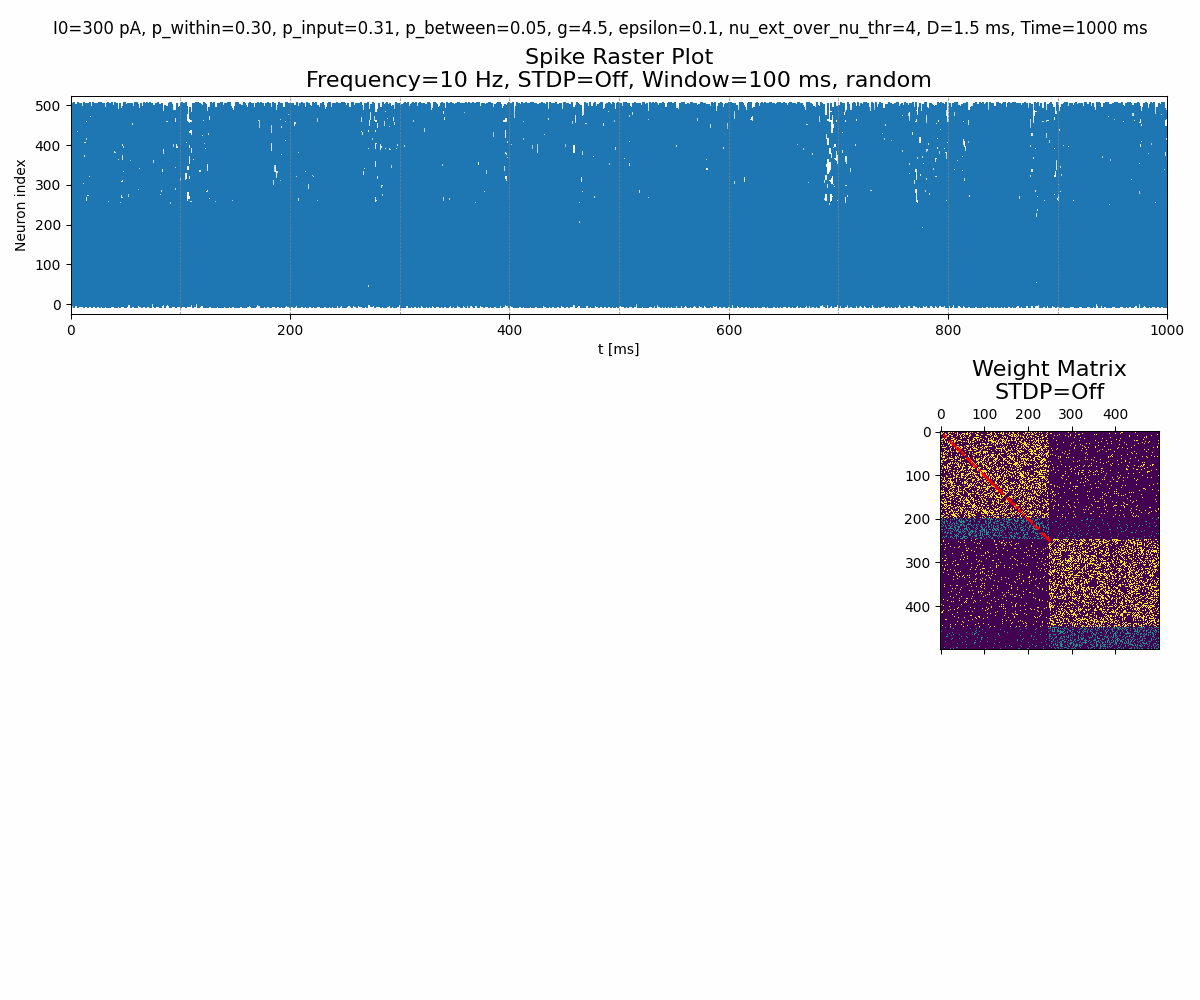 I0=300 pA, p_within=0.30, p_input=0.31, p_between=0.05, g=4.5, epsilon=0.1, nu_ext_over_nu_thr=4, D=1.5 ms, Time=1000 ms
Spike Raster Plot
Frequency=10 Hz, STDP=Off, Window=100 ms, random
Neuron index
500
400
300
200
100
0
0 200 400 600 800 1000
t [ms]
Weight Matrix
STDP=Off
0 100 200 300 400
0
100
200
300
400